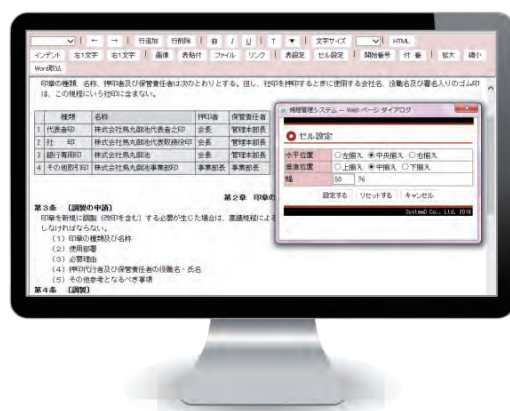 ← → 行追加 行削除 B / U T ▼ 文字サイズ HTML
インデント 左1文字 右1文字 画像 表貼付 ファイル リンク 表設定 セル設定 開始番号 付番 拡大 縮小
Word取込
印章の種類、名称、押印者及び保管責任者は次のとおりとする。但し、社印を押印するときに使用する会社名、役職名及び署名入りのゴム印
は、この規程にいう社印に含まない。
種類 名称 押印者 保管責任者
1 代表者印 株式会社烏丸御池代表者之印 会長 管理本部長
2 社 印 株式会社烏丸御池代表取締役印 会長 管理本部長
3 銀行専用印 株式会社烏丸御池 会長 管理本部長
4 その他取引印 株式会社烏丸御池事業部印 事業部長 事業部長
規程管理システム -- Web ページ ダイアログ
セル設定
水平位置 ○左揃え ◉中央揃え ○右揃え
垂直位置 ○上揃え ◉中揃え ○下揃え
幅 50 %
設定する リセットする キャンセル
SystemD Co., Ltd. 2016
第2章 印章の
第3条 〔調製の申請〕
印章を新規に調製(改印を含む)する必要が生じた場合は、稟議規程による
しなければならない。
(1)印章の種類及び名称
(2)使用部署
(3)必要理由
(4)押印代行者及び保管責任者の役職名・氏名
(5)その他参考となるべき事項
第4条 〔調製〕